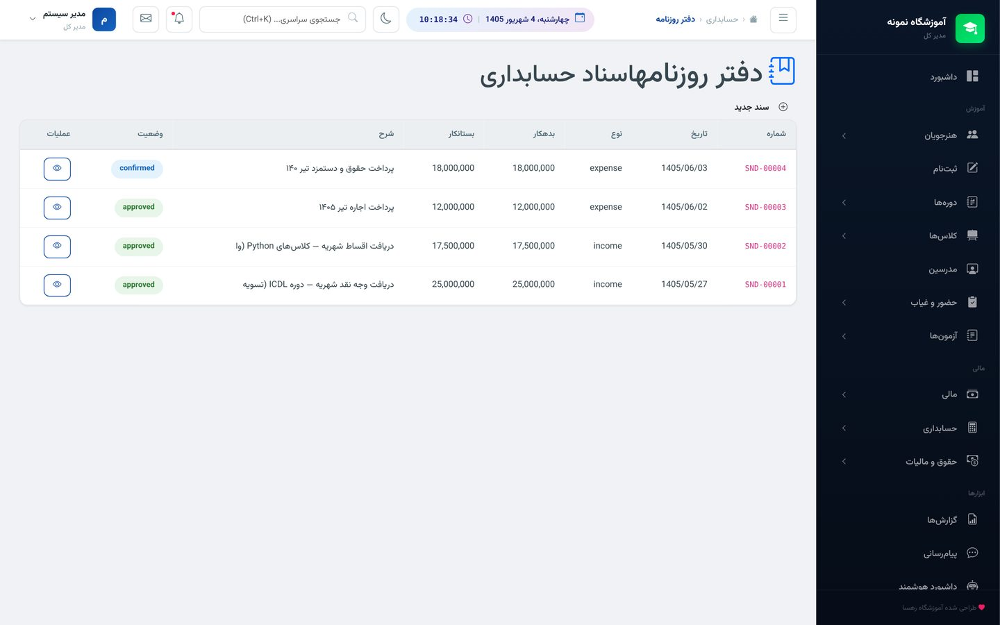 آموزشگاه نمونه
مدیر کل
داشبورد
آموزش
هنرجویان
ثبت‌نام
دوره‌ها
کلاس‌ها
مدرسین
حضور و غیاب
آزمون‌ها
مالی
مالی
حسابداری
حقوق و مالیات
ابزارها
گزارش‌ها
پیام‌رسانی
داشبورد هوشمند
طراحی شده آموزشگاه رهسا
حسابداری › دفتر روزنامه
چهارشنبه، 4 شهریور 1405 | 10:18:34
جستجوی سراسری... (Ctrl+K)
م
مدیر سیستم
مدیر کل
دفتر روزنامهاسناد حسابداری
سند جدید
شماره تاریخ نوع بدهکار بستانکار شرح وضعیت عملیات
SND-00004 1405/06/03 expense 18,000,000 18,000,000 پرداخت حقوق و دستمزد تیر ۱۴۰ confirmed
SND-00003 1405/06/02 expense 12,000,000 12,000,000 پرداخت اجاره تیر ۱۴۰۵ approved
SND-00002 1405/05/30 income 17,500,000 17,500,000 دریافت اقساط شهریه — کلاس‌های Python (وا approved
SND-00001 1405/05/27 income 25,000,000 25,000,000 دریافت وجه نقد شهریه — دوره ICDL (تسویه approved